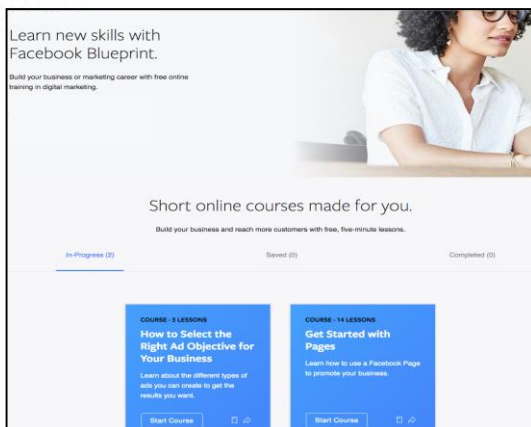 Learn new skills with
Facebook Blueprint.
Build your business or marketing career with free online
training in digital marketing.
Short online courses made for you.
Build your business and reach more customers with free, five-minute lessons.
In-Progress (2)
Saved (0)
Completed (0)
COURSE - 3 LESSONS
How to Select the
Right Ad Objective for
Your Business
Learn about the different types of
ads you can create to get the
results you want.
Start Course
COURSE - 14 LESSONS
Get Started with
Pages
Learn how to use a Facebook Page
to promote your business.
Start Course